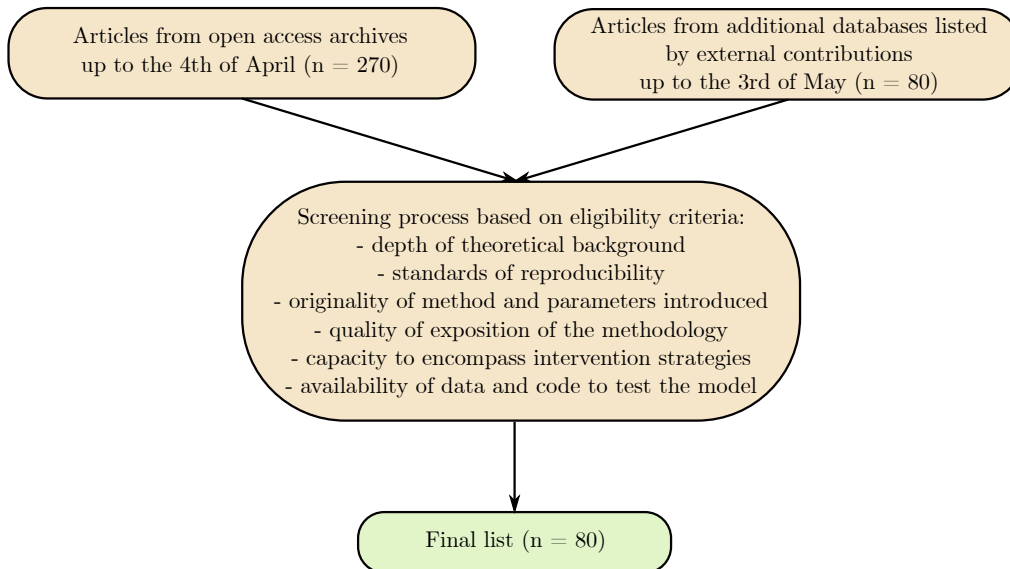 Articles from open access archives
up to the 4th of April (n = 270)
Articles from additional databases listed
by external contributions
up to the 3rd of May (n = 80)
Screening process based on eligibility criteria:
- depth of theoretical background
- standards of reproducibility
- originality of method and parameters introduced
- quality of exposition of the methodology
- capacity to encompass intervention strategies
- availability of data and code to test the model
Final list (n = 80)